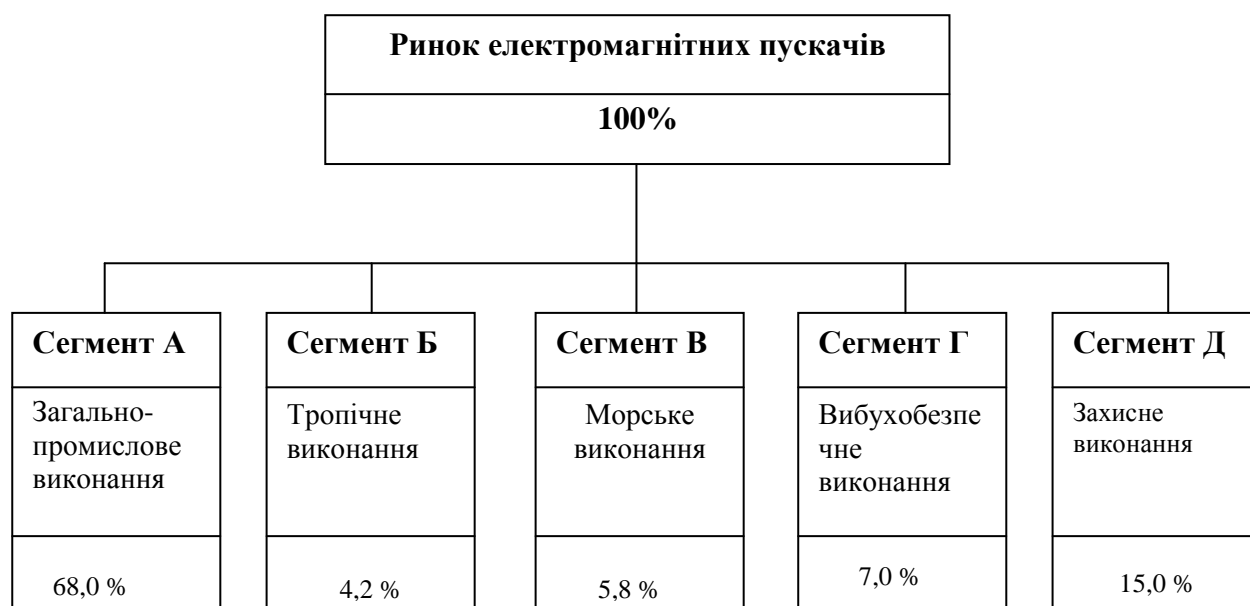 Ринок електромагнітних пускачів
100%
Сегмент А
Загально-
промислове
виконання
68,0 %
Сегмент Б
Тропічне
виконання
4,2 %
Сегмент В
Морське
виконання
5,8 %
Сегмент Г
Вибухобезпе
чне
виконання
7,0 %
Сегмент Д
Захисне
виконання
15,0 %